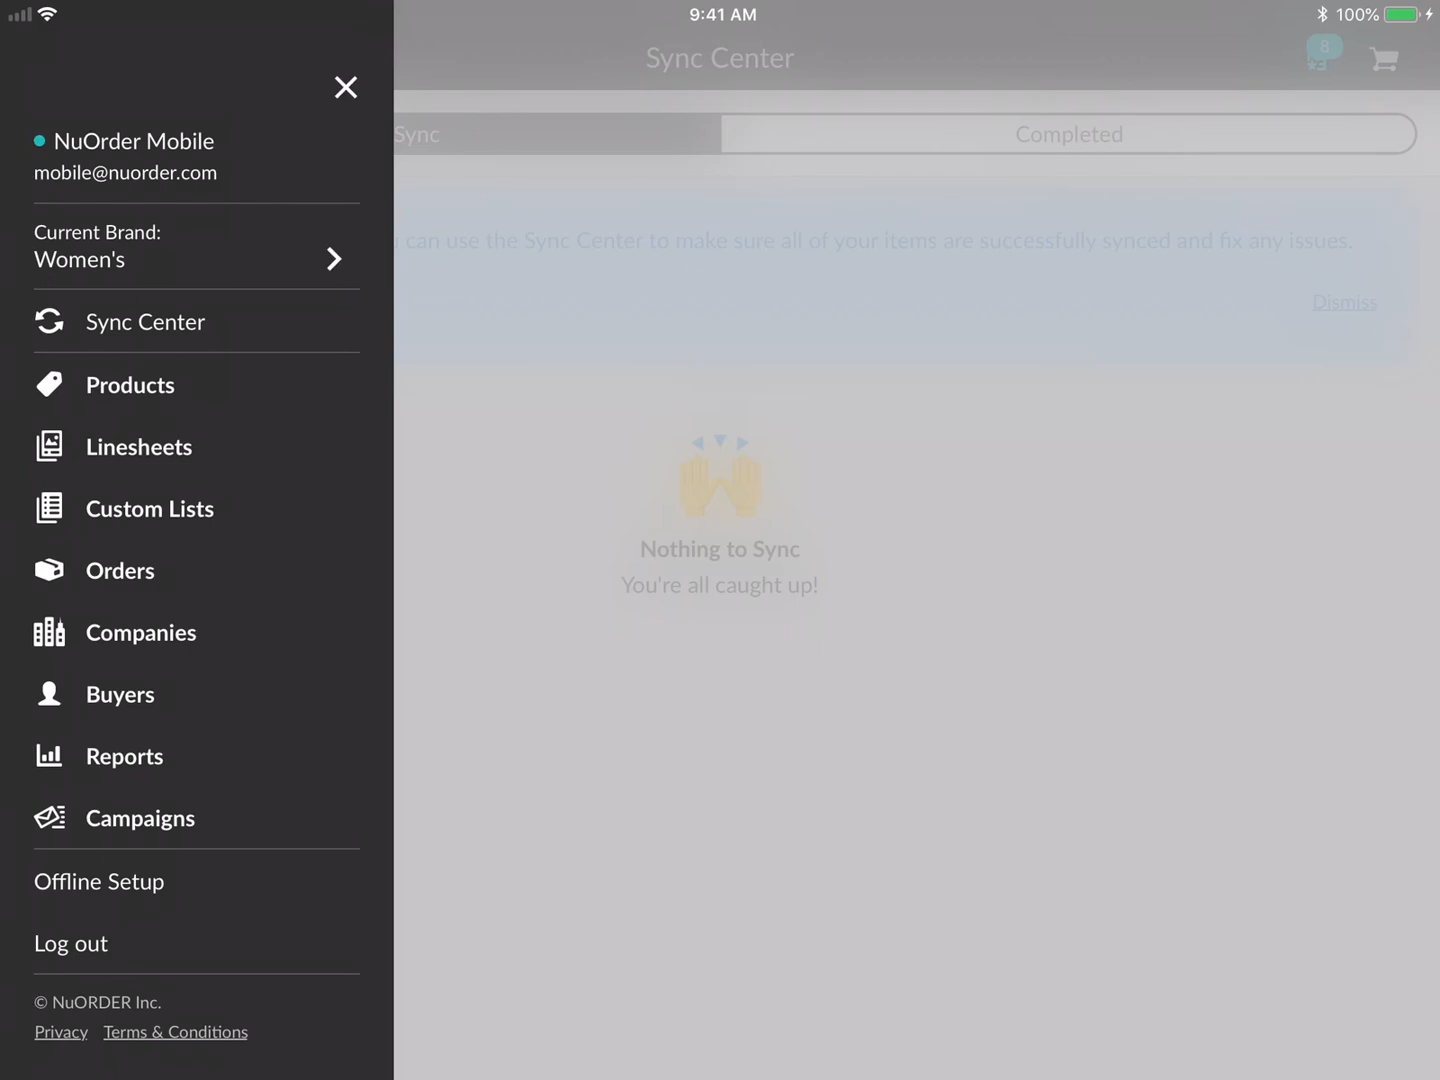 9:41 AM
100%
Sync Center
8
NuOrder Mobile
mobile@nuorder.com
Sync
Completed
Current Brand:
Women's
can use the Sync Center to make sure all of your items are successfully synced and fix any issues.
Dismiss
Sync Center
Products
Linesheets
Custom Lists
Orders
Companies
Buyers
Reports
Campaigns
Nothing to Sync
You're all caught up!
Offline Setup
Log out
© NuORDER Inc.
Privacy Terms & Conditions